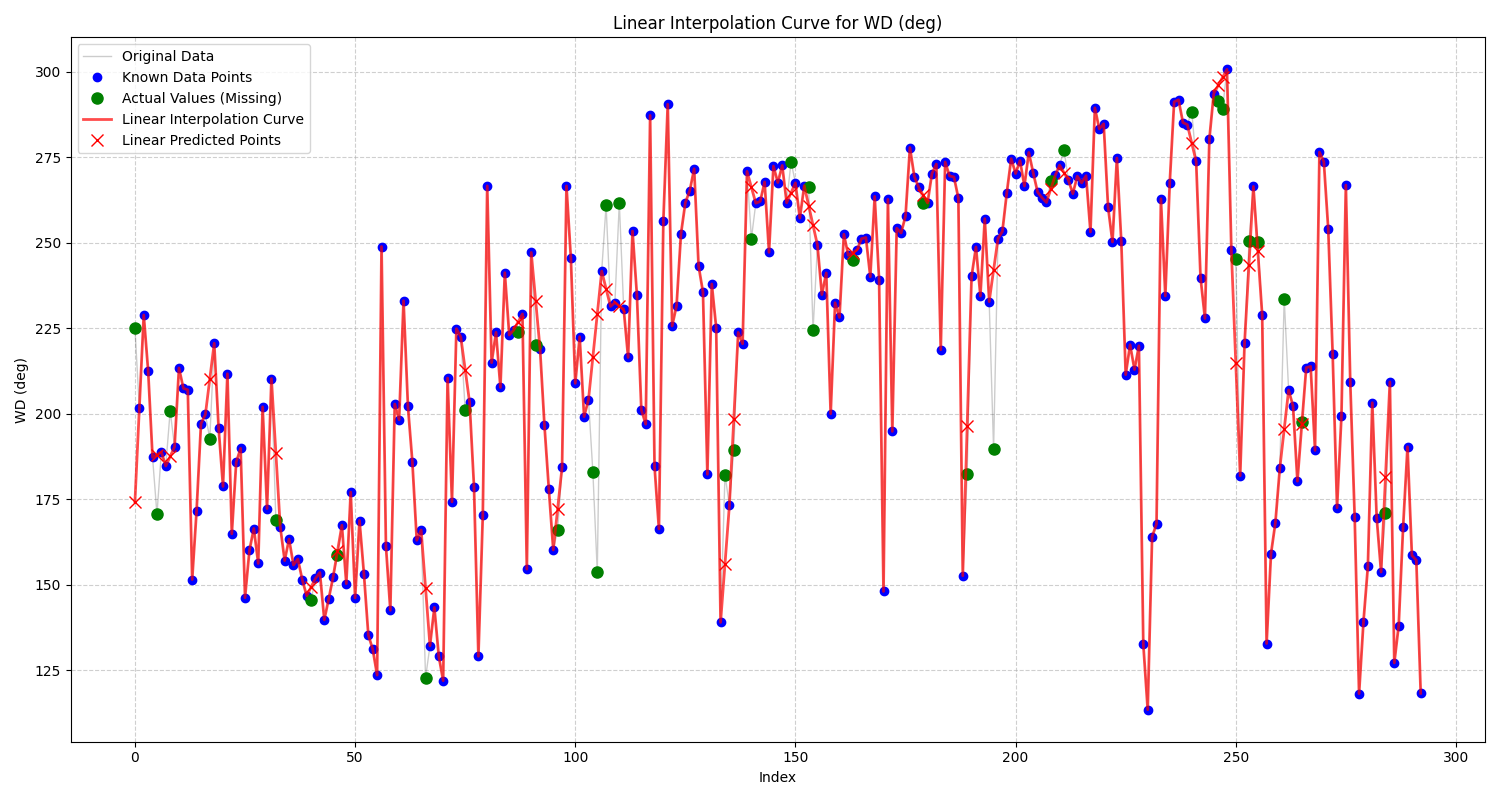 Linear Interpolation Curve for WD (deg)
Original Data
Known Data Points
Actual Values (Missing)
Linear Interpolation Curve
Linear Predicted Points
WD (deg)
300
275
250
225
200
175
150
125
0
50
100
150
200
250
300
Index